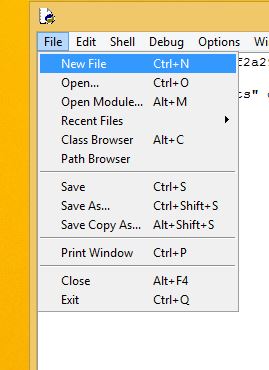 File Edit Shell Debug Options
New File Ctrl+N
Open... Ctrl+O
Open Module... Alt+M
Recent Files
Class Browser Alt+C
Path Browser
Save Ctrl+S
Save As... Ctrl+Shift+S
Save Copy As... Alt+Shift+S
Print Window Ctrl+P
Close Alt+F4
Exit Ctrl+Q